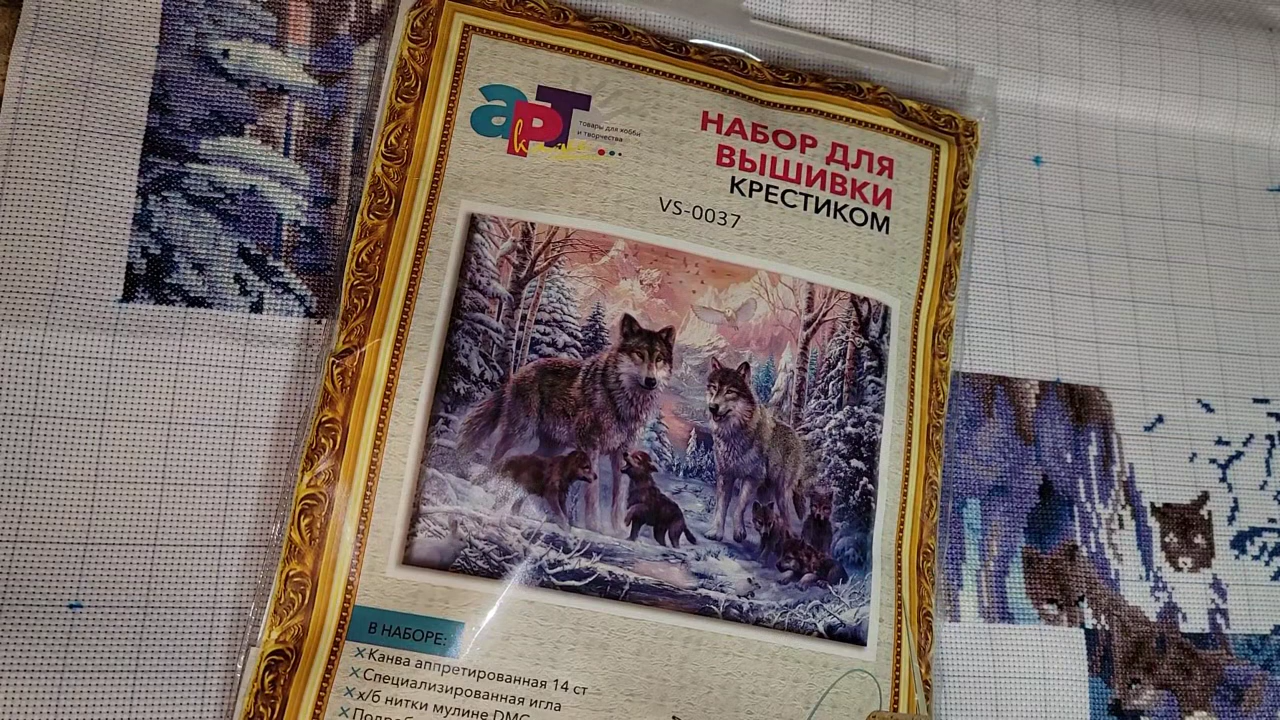 арт
товары для хобби
и творчества
НАБОР ДЛЯ
ВЫШИВКИ
КРЕСТИКОМ
VS-0037
В НАБОРЕ:
×Канва аппретированная 14 ст
×Специализированная игла
×х/б нитки мулине DMC